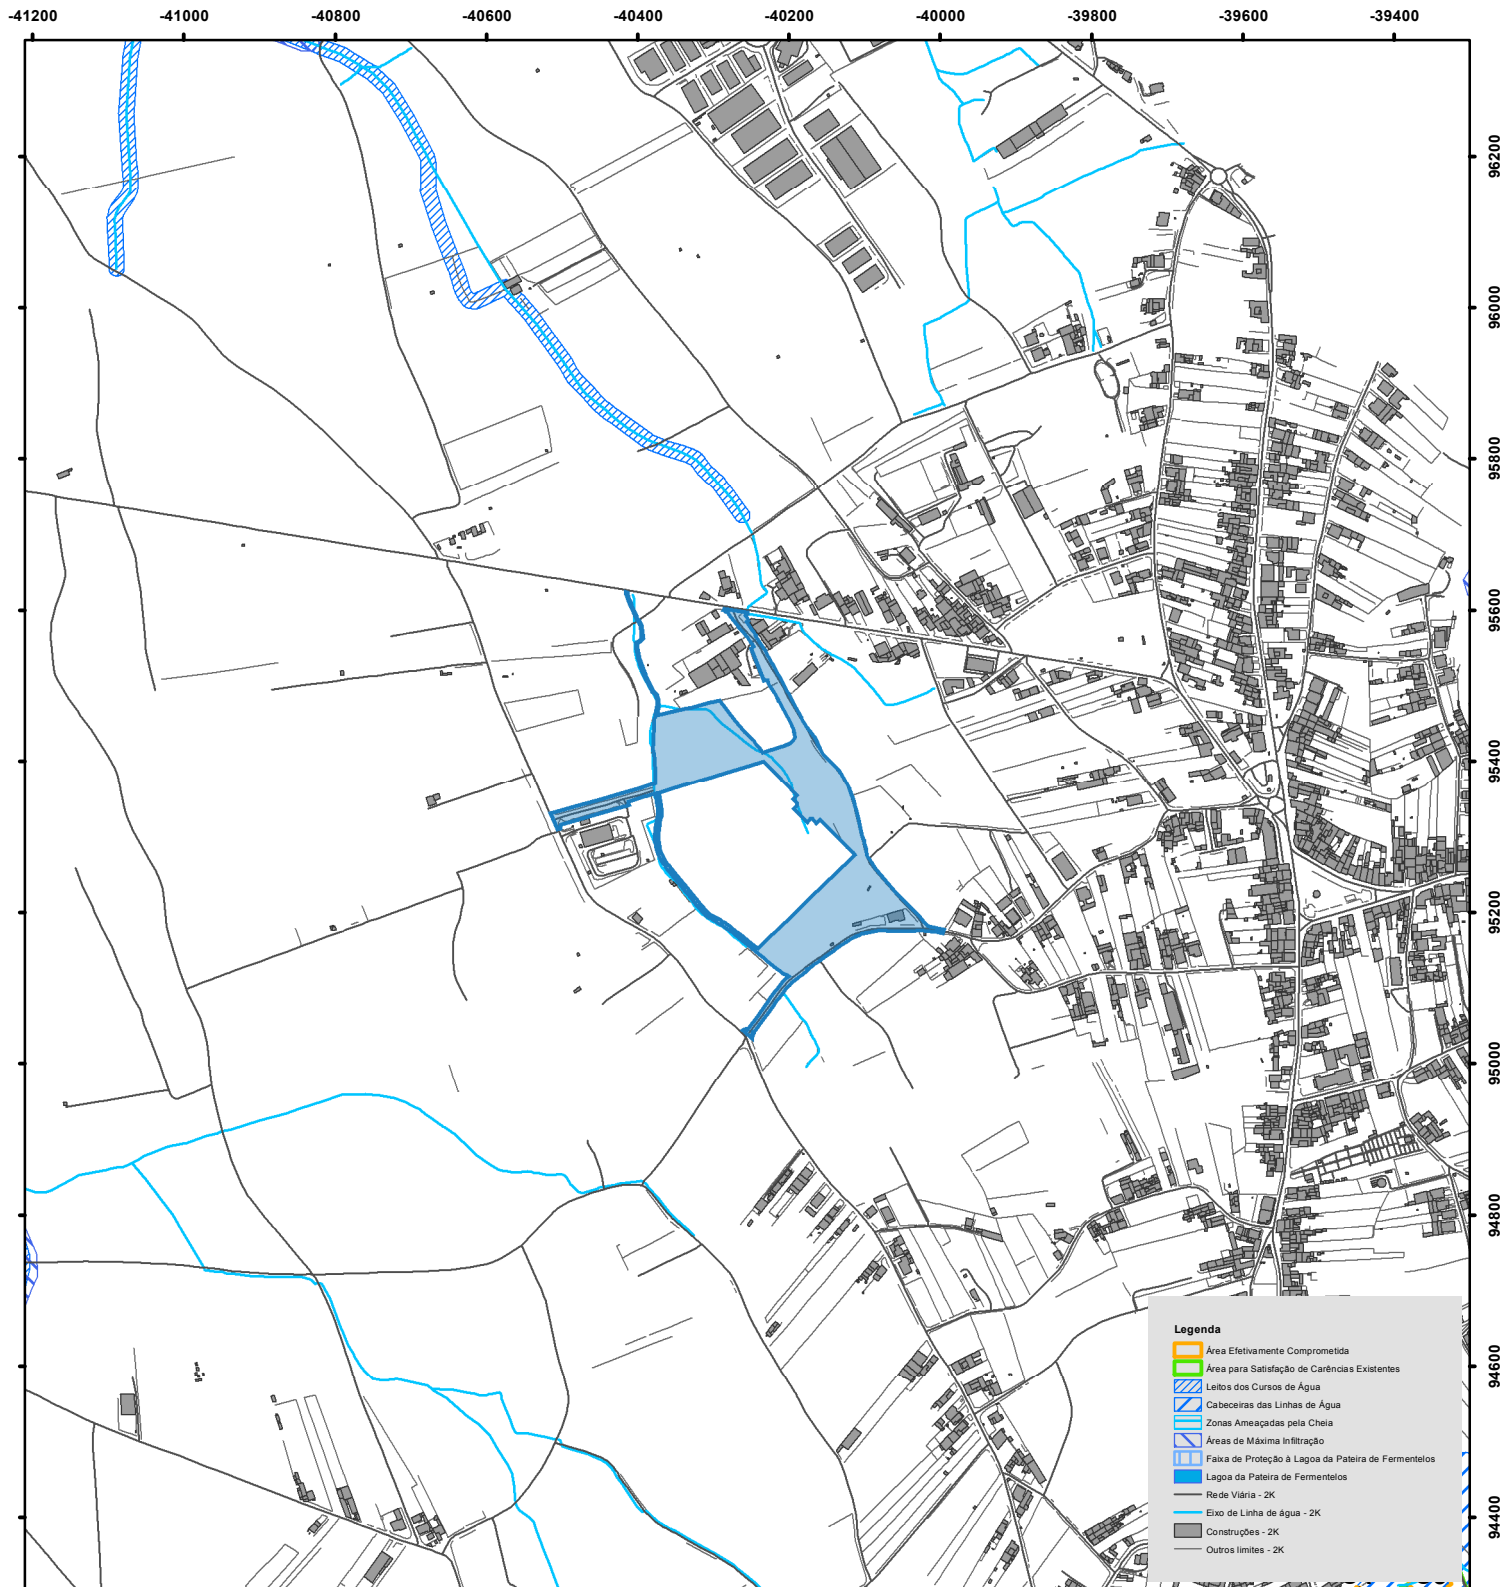 -41200 -41000 -40800 -40600 -40400 -40200 -40000 -39800 -39600 -39400
96200
96000
95800
95600
95400
95200
95000
94800
94600
94400
Legenda
Área Efetivamente Comprometida
Área para Satisfação de Carências Existentes
Leitos dos Cursos de Água
Cabeceiras das Linhas de Água
Zonas Ameaçadas pela Cheia
Áreas de Máxima Infiltração
Faixa de Proteção à Lagoa da Pateira de Fermentelos
Lagoa da Pateira de Fermentelos
Rede Viária - 2K
Eixo de Linha de água - 2K
Construções - 2K
Outros limites - 2K